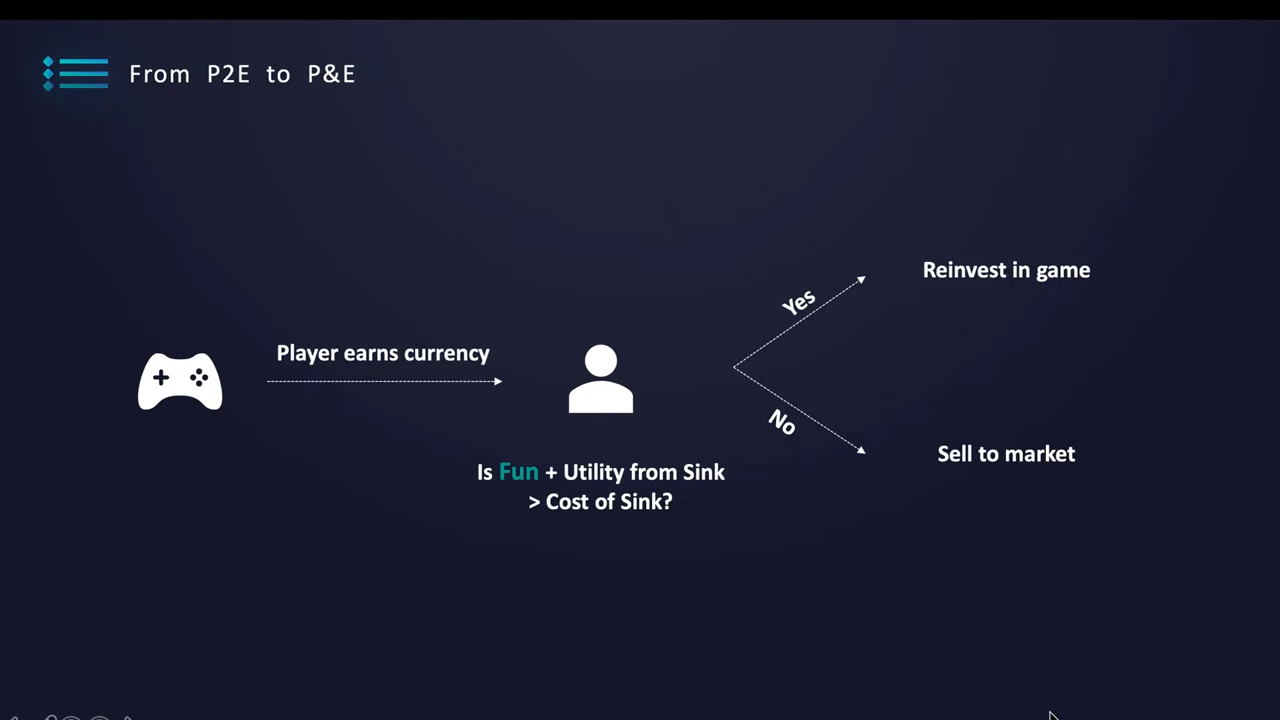 From P2E to P&E
Player earns currency
Is Fun + Utility from Sink
> Cost of Sink?
Yes
Reinvest in game
No
Sell to market